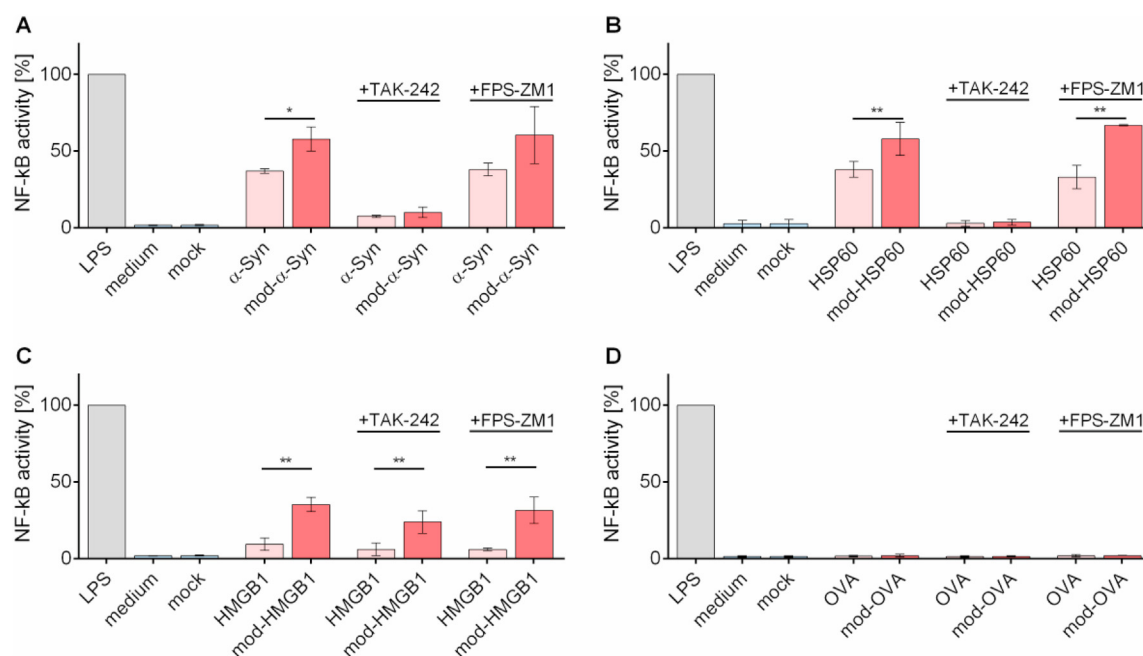 A
NF-kB activity [%]
100
50
0
+TAK-242
+FPS-ZM1
*
LPS
medium
mock
α-Syn
mod-α-Syn
α-Syn
mod-α-Syn
α-Syn
mod-α-Syn
B
NF-kB activity [%]
100
50
0
+TAK-242
+FPS-ZM1
**
**
LPS
medium
mock
HSP60
mod-HSP60
HSP60
mod-HSP60
HSP60
mod-HSP60
C
NF-kB activity [%]
100
50
0
+TAK-242
+FPS-ZM1
**
**
**
LPS
medium
mock
HMGB1
mod-HMGB1
HMGB1
mod-HMGB1
HMGB1
mod-HMGB1
D
NF-kB activity [%]
100
50
0
+TAK-242
+FPS-ZM1
LPS
medium
mock
OVA
mod-OVA
OVA
mod-OVA
OVA
mod-OVA